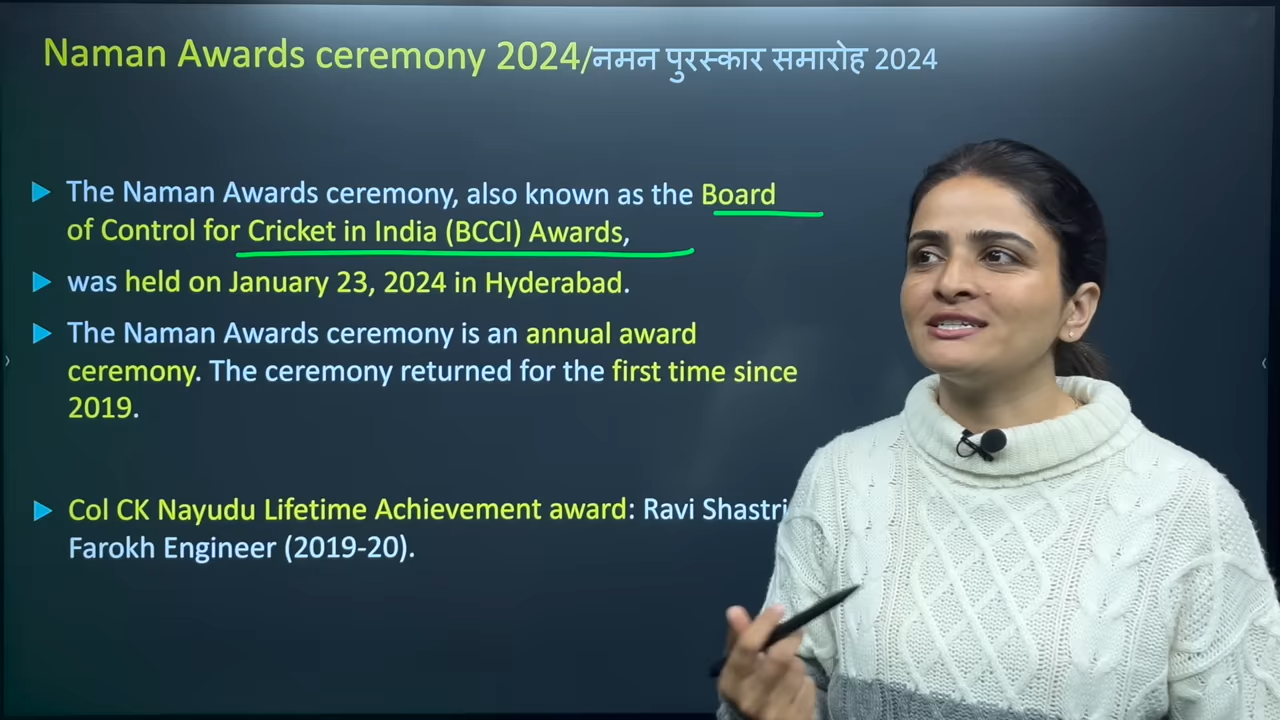 Naman Awards ceremony 2024/नमन पुरस्कार समारोह 2024
The Naman Awards ceremony, also known as the Board
of Control for Cricket in India (BCCI) Awards,
was held on January 23, 2024 in Hyderabad.
The Naman Awards ceremony is an annual award
ceremony. The ceremony returned for the first time since
2019.
Col CK Nayudu Lifetime Achievement award: Ravi Shastri
Farokh Engineer (2019-20).